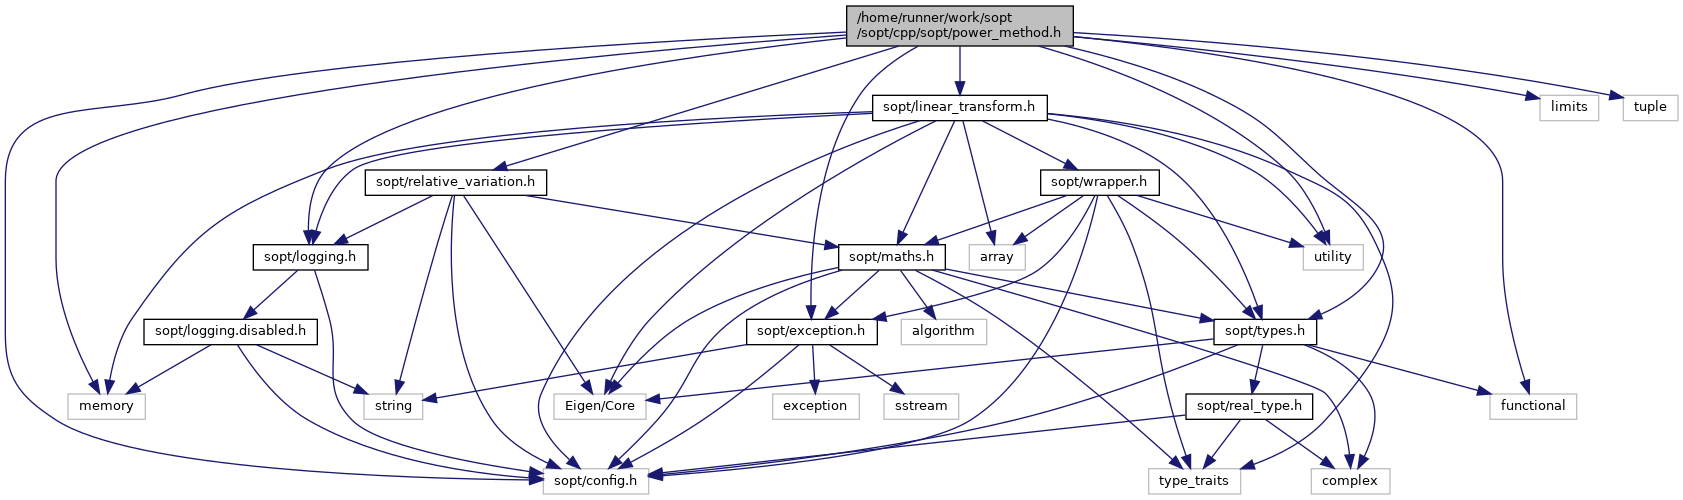 /home/runner/work/sopt
/sopt/cpp/sopt/power_method.h
sopt/linear_transform.h
limits
tuple
sopt/relative_variation.h
sopt/wrapper.h
sopt/logging.h
sopt/maths.h
array
utility
sopt/logging.disabled.h
sopt/exception.h
algorithm
sopt/types.h
memory
string
Eigen/Core
exception
sstream
sopt/real_type.h
functional
sopt/config.h
type_traits
complex